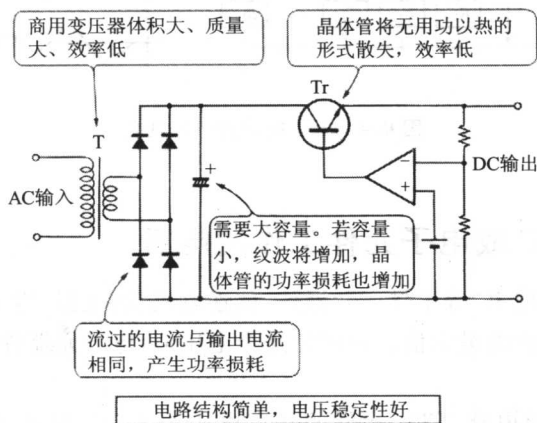 商用变压器体积大、质量
大、效率低
晶体管将无用功以热的
形式散失，效率低
Tr
T
+
−
+
DC输出
AC输入
需要大容量。若容量
小，纹波将增加，晶
体管的功率损耗也增加
流过的电流与输出电流
相同，产生功率损耗
电路结构简单，电压稳定性好